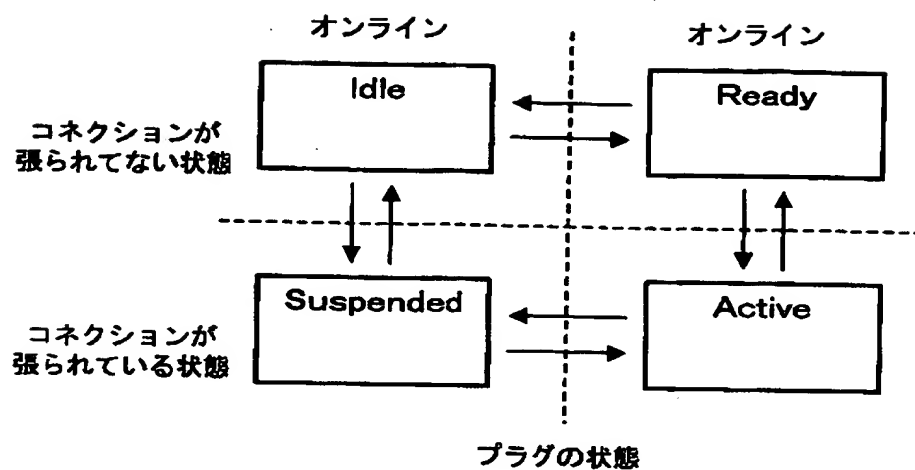 オンライン
オンライン
Idle
Ready
コネクションが
張られてない状態
Suspended
Active
コネクションが
張られている状態
プラグの状態